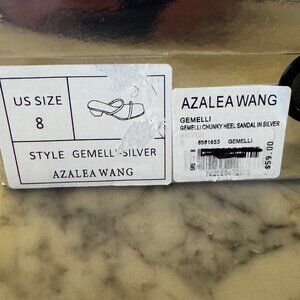 US SIZE
8
STYLE GEMELLI-SILVER
AZALEA WANG
AZALEA WANG
GEMELLI
GEMELLI CHUNKY HEEL SANDAL IN SILVER
8581653 GEMELLI
$59.00